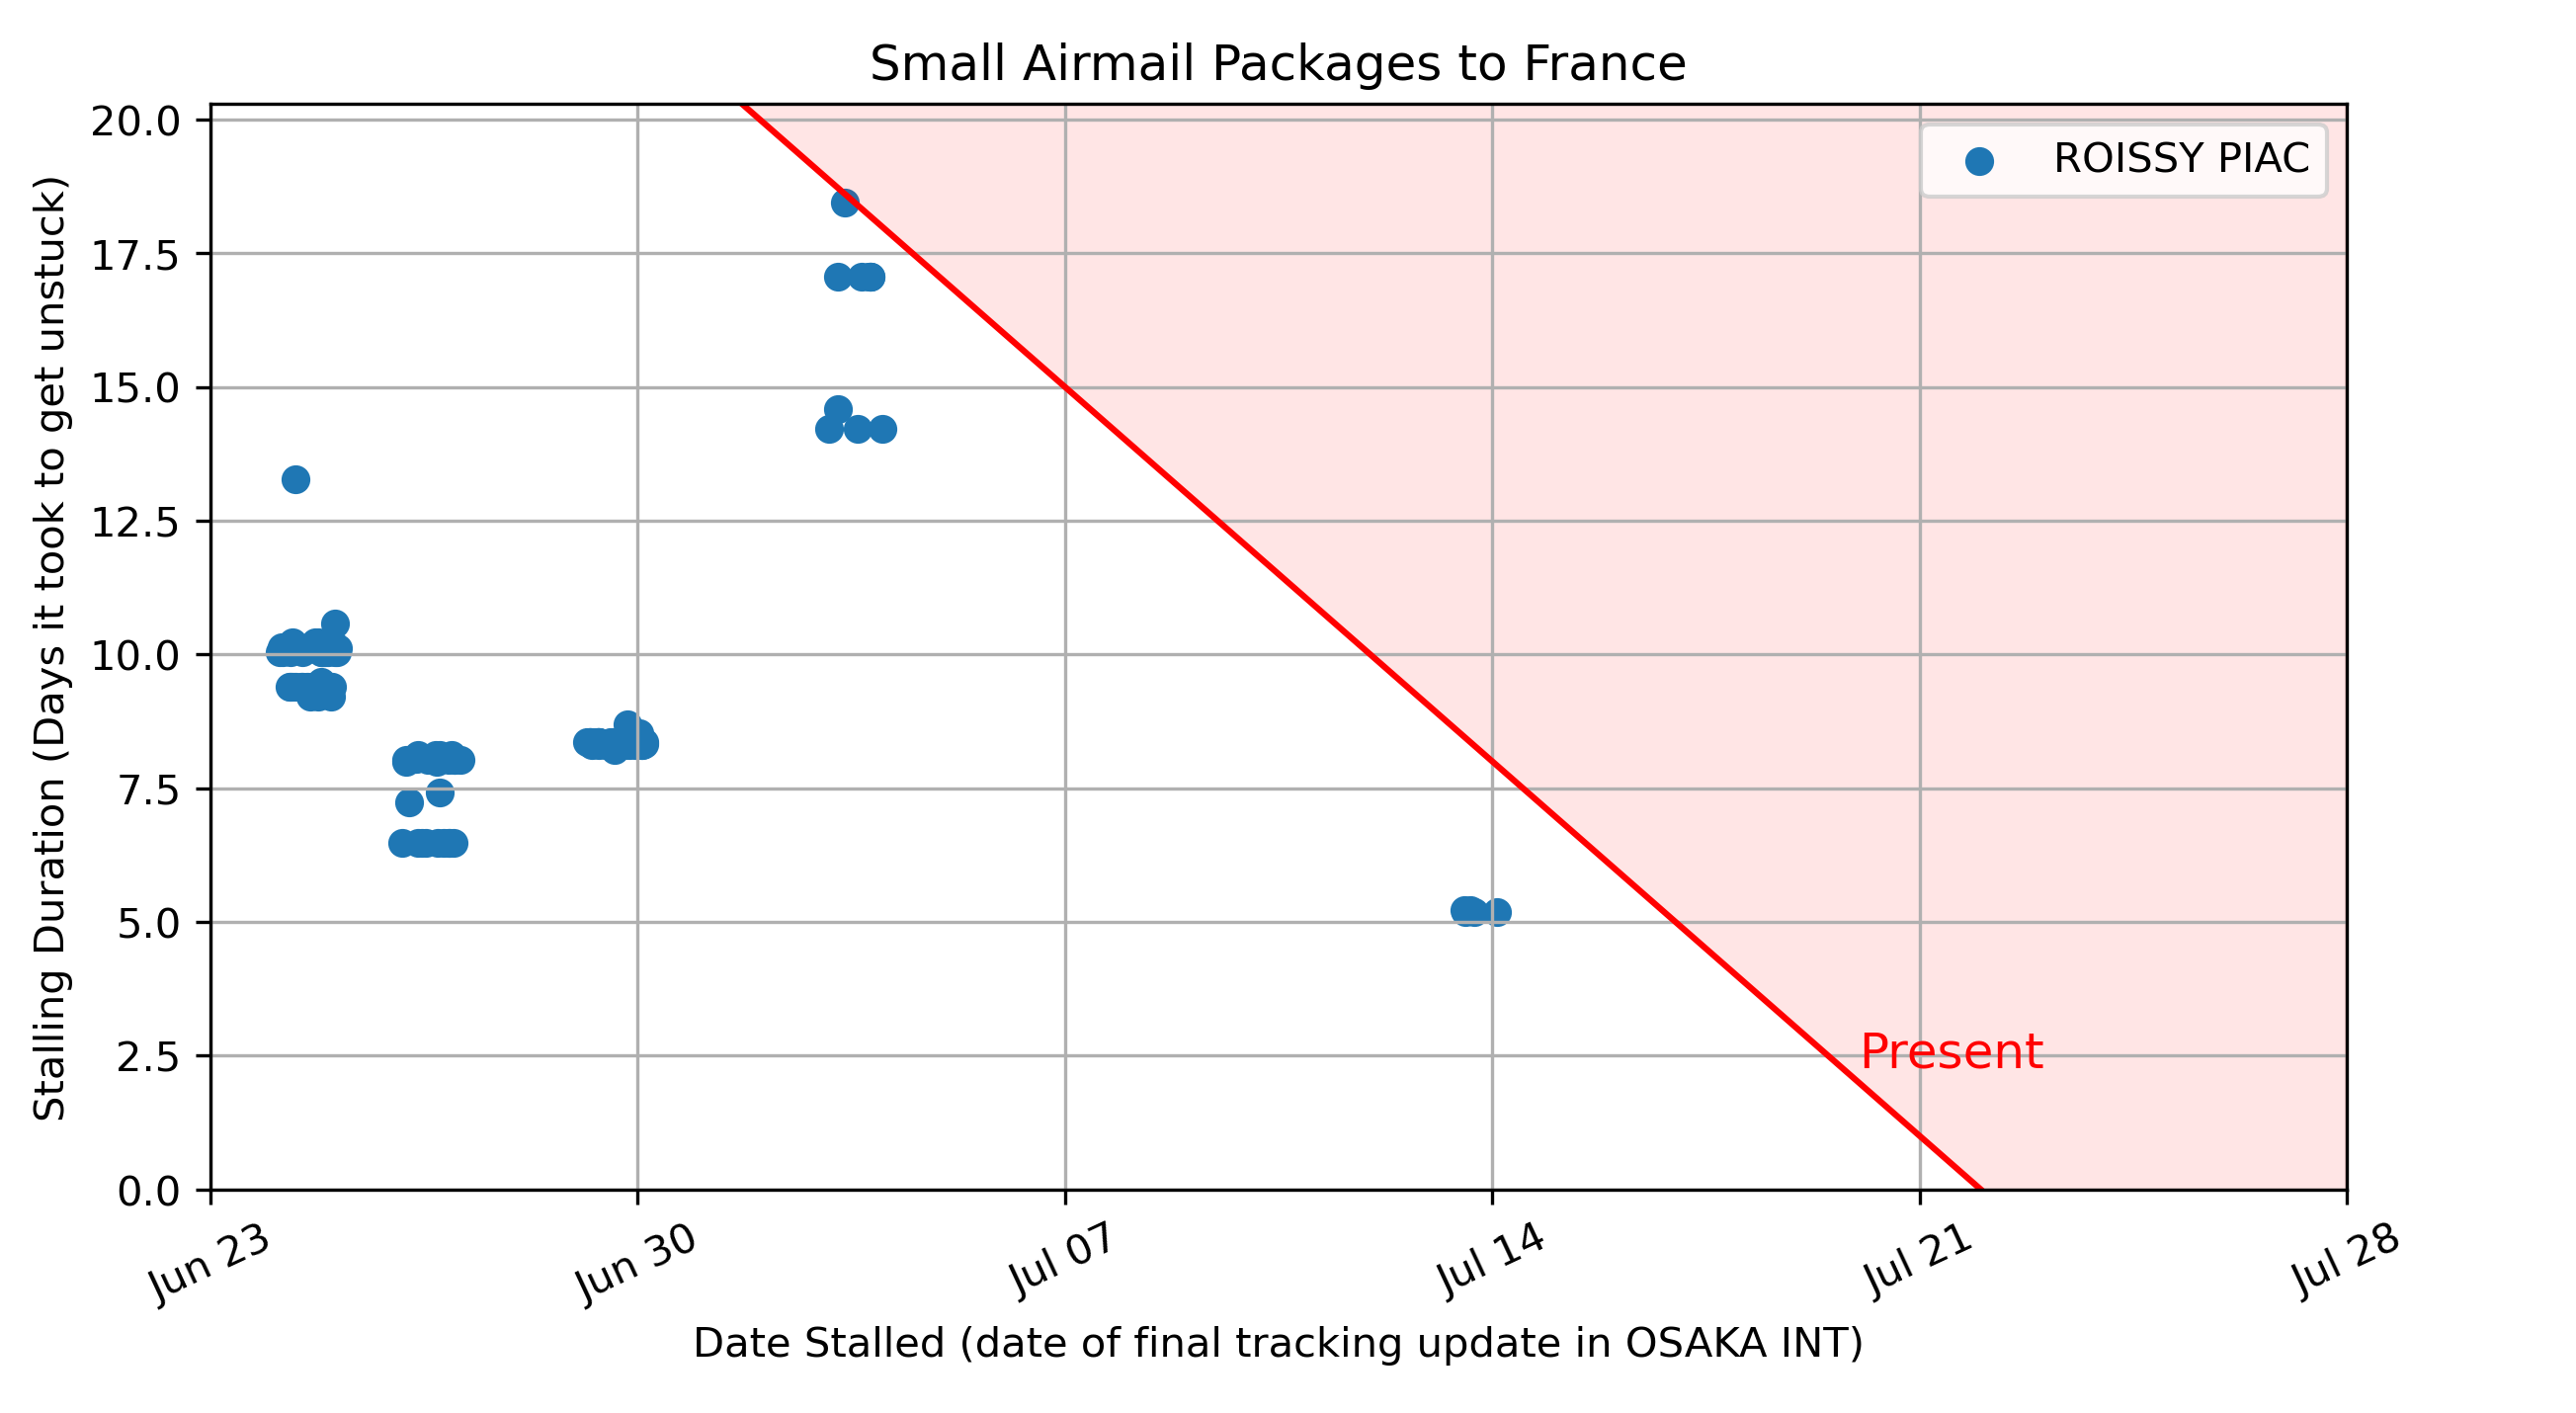 Small Airmail Packages to France
ROISSY PIAC
Stalling Duration (Days it took to get unstuck)
20.0
17.5
15.0
12.5
10.0
7.5
5.0
2.5
0.0
Present
Jun 23
Jun 30
Jul 07
Jul 14
Jul 21
Jul 28
Date Stalled (date of final tracking update in OSAKA INT)